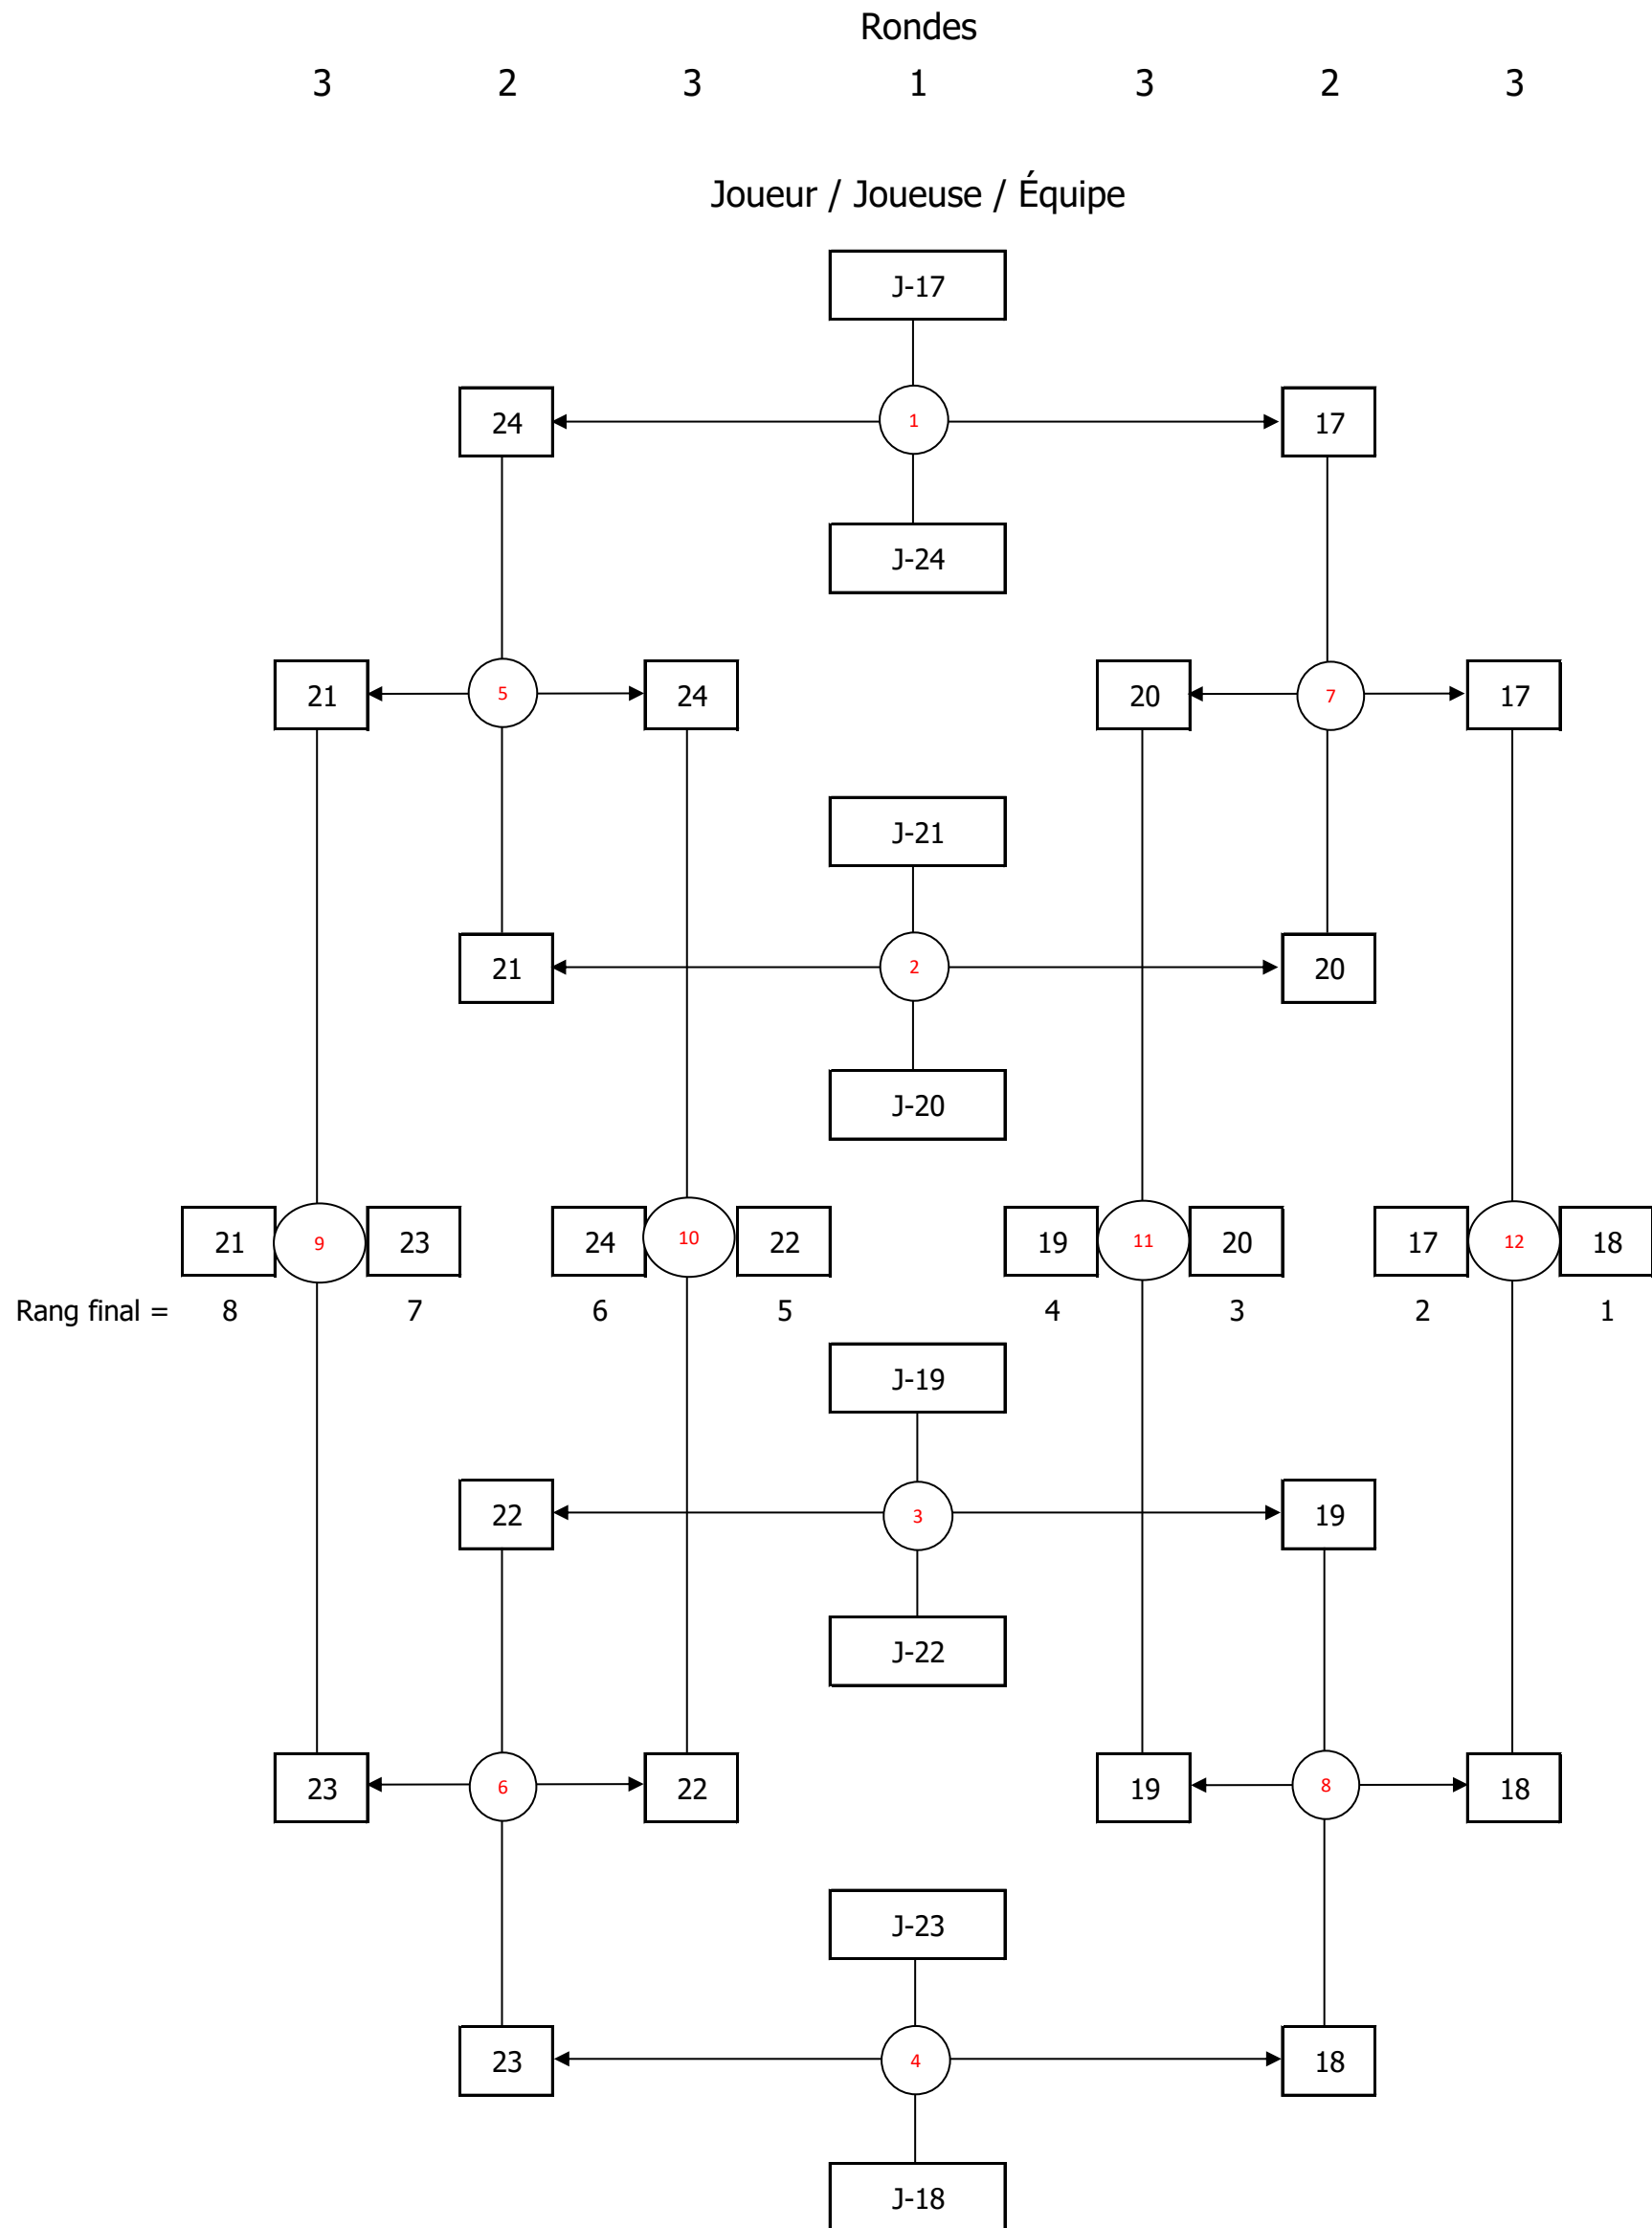 Rondes
3 2 3 1 3 2 3
Joueur / Joueuse / Équipe
J-17
24 1 17
J-24
21 5 24 20 7 17
J-21
21 2 20
J-20
21 9 23 24 10 22 19 11 20 17 12 18
Rang final = 8 7 6 5 4 3 2 1
J-19
22 3 19
J-22
23 6 22 19 8 18
J-23
23 4 18
J-18